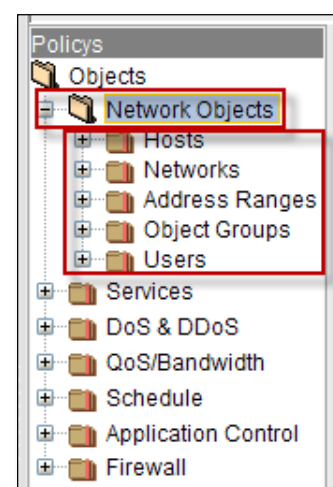 Policys
Objects
Network Objects
Hosts
Networks
Address Ranges
Object Groups
Users
Services
DoS & DDoS
QoS/Bandwidth
Schedule
Application Control
Firewall